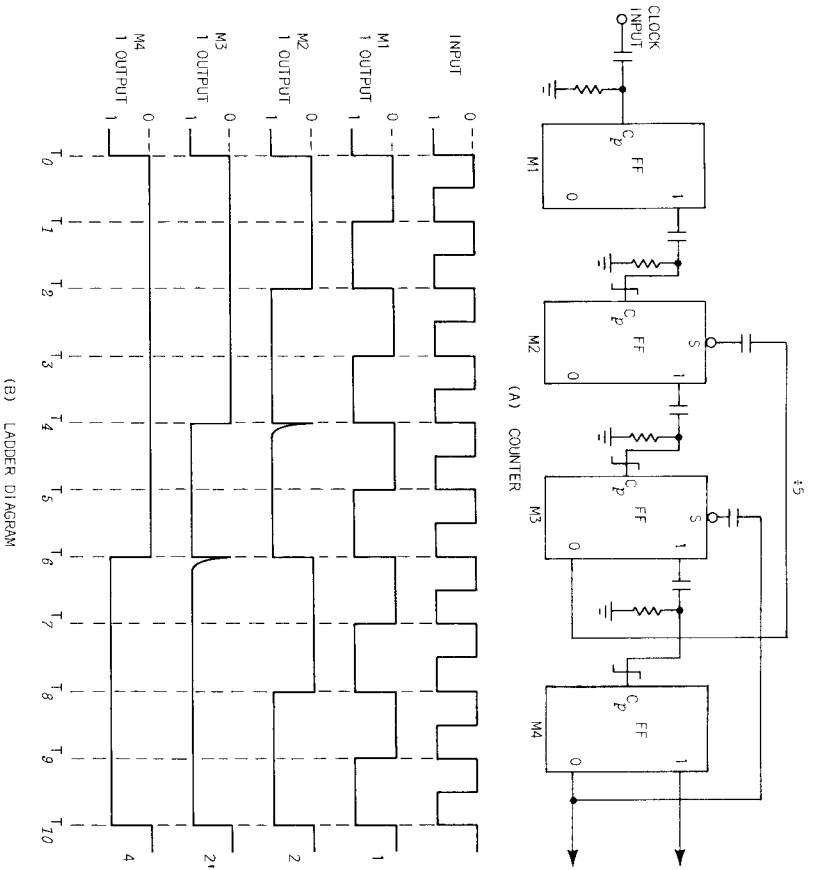 CLOCK
INPUT
C p
FF
1
0
M1
C p
FF
S
1
0
M2
C p
FF
S
1
0
M3
C p
FF
1
0
M4
÷5
(A) COUNTER
INPUT
0
1
M1
1 OUTPUT
0
1
M2
1 OUTPUT
0
1
M3
1 OUTPUT
0
1
M4
1 OUTPUT
0
1
1
2
2'
4
T0 T1 T2 T3 T4 T5 T6 T7 T8 T9 T10
(B) LADDER DIAGRAM